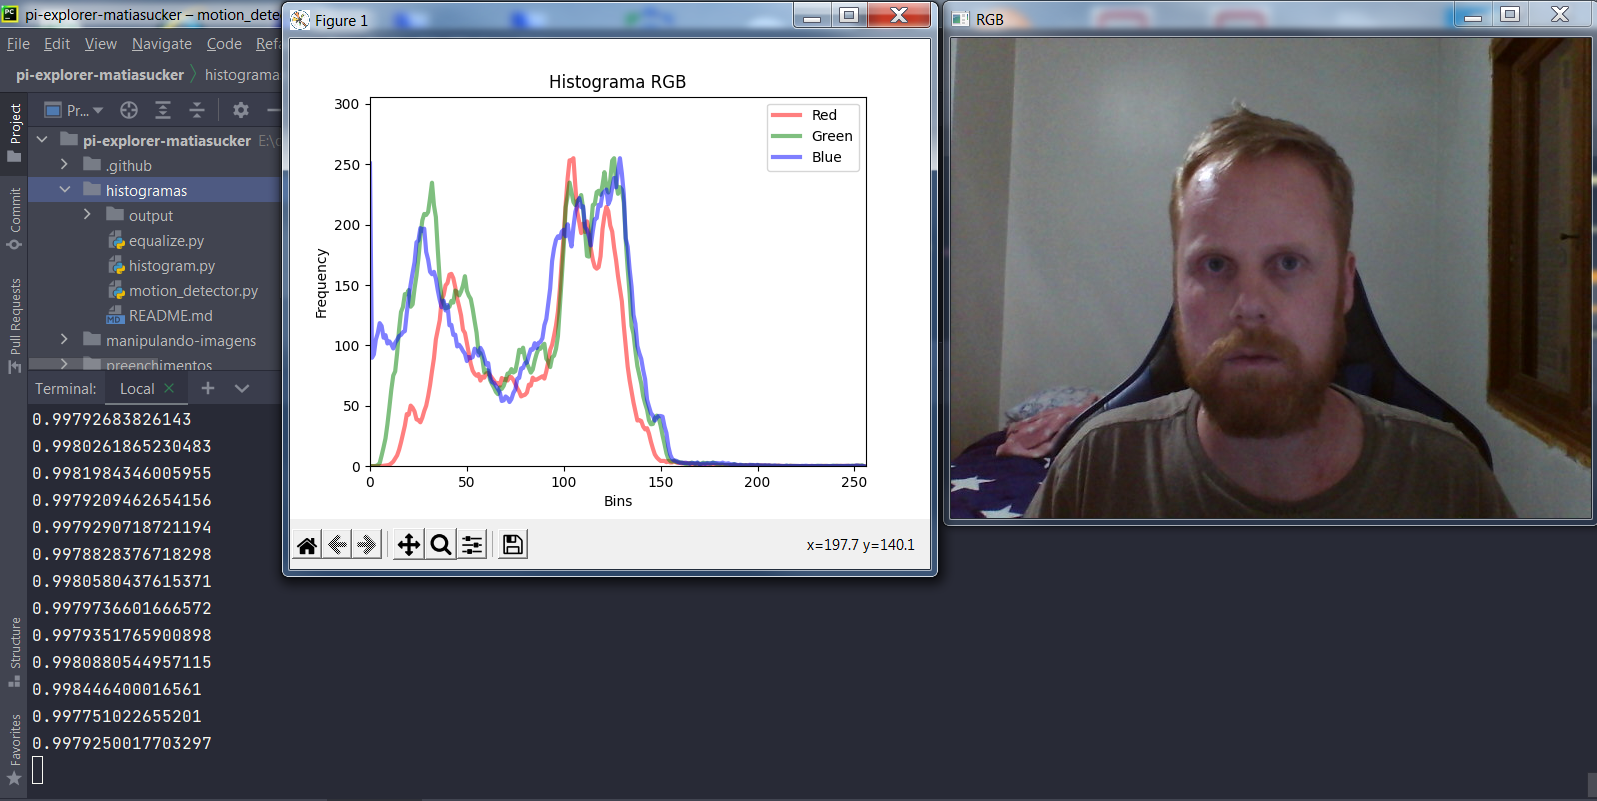 PC
pi-explorer-matiasucker – motion_dete
File Edit View Navigate Code Refa
pi-explorer-matiasucker histograma
Project
Commit
Pull Requests
Structure
Favorites
Pr...
pi-explorer-matiasucker E:\
.github
histogramas
output
equalize.py
histogram.py
motion_detector.py
MD README.md
manipulando-imagens
preenchimentos
Terminal: Local
0.99792683826143
0.9980261865230483
0.9981984346005955
0.9979209462654156
0.9979290718721194
0.9978828376718298
0.9980580437615371
0.9979736601666572
0.9979351765900898
0.9980880544957115
0.998446400016561
0.997751022655201
0.9979250017703297
Figure 1
Histograma RGB
300
250
200
150
100
50
0
Frequency
Red
Green
Blue
0 50 100 150 200 250
Bins
x=197.7 y=140.1
RGB